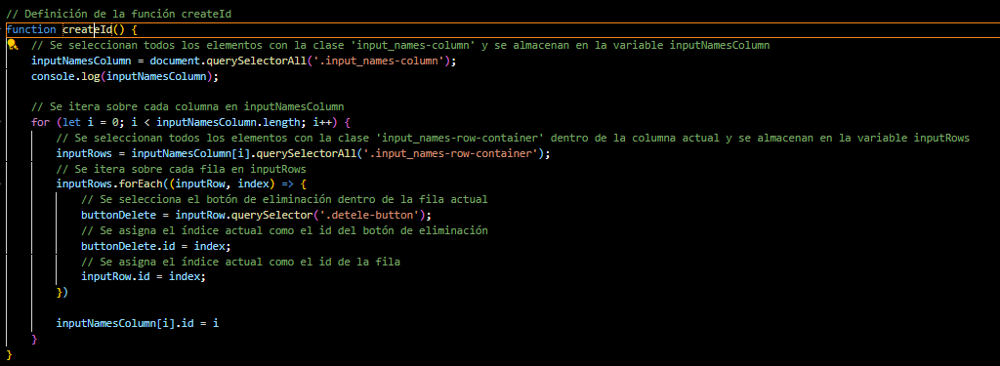 // Definición de la función createId
function createId() {
// Se seleccionan todos los elementos con la clase 'input_names-column' y se almacenan en la variable inputNamesColumn
inputNamesColumn = document.querySelectorAll('.input_names-column');
console.log(inputNamesColumn);
// Se itera sobre cada columna en inputNamesColumn
for (let i = 0; i < inputNamesColumn.length; i++) {
// Se seleccionan todos los elementos con la clase 'input_names-row-container' dentro de la columna actual y se almacenan en la variable inputRows
inputRows = inputNamesColumn[i].querySelectorAll('.input_names-row-container');
// Se itera sobre cada fila en inputRows
inputRows.forEach((inputRow, index) => {
// Se selecciona el botón de eliminación dentro de la fila actual
buttonDelete = inputRow.querySelector('.detele-button');
// Se asigna el índice actual como el id del botón de eliminación
buttonDelete.id = index;
// Se asigna el índice actual como el id de la fila
inputRow.id = index;
})
inputNamesColumn[i].id = i
}
}